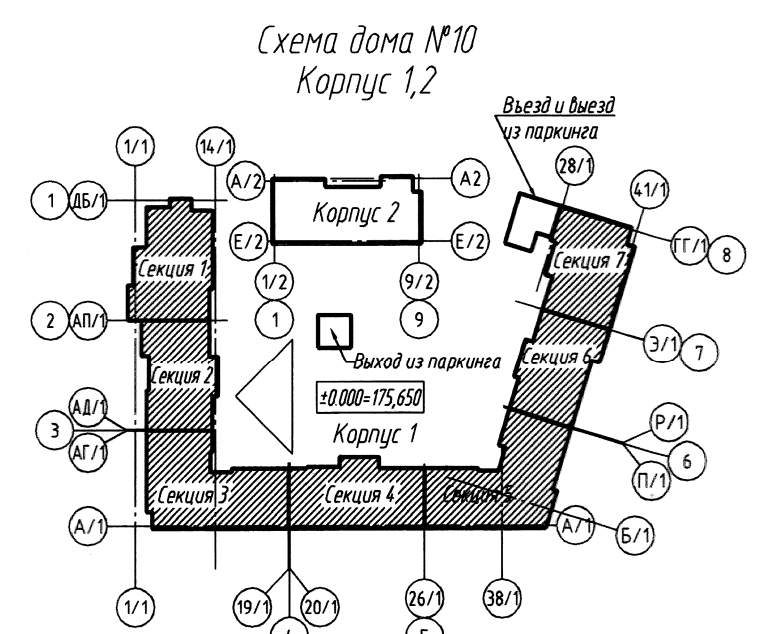 Схема дома №10
Корпус 1,2
Въезд и выезд
из паркинга
1/1
14/1
28/1
41/1
1
ДБ/1
А/2
А2
Корпус 2
Е/2
Е/2
ГГ/1
8
Секция 1
Секция 7
1/2
9/2
2
АП/1
1
9
Э/1
7
Выход из паркинга
Секция 6
Секция 2
±0.000=175,650
АД/1
3
АГ/1
Корпус 1
Р/1
6
П/1
Секция 3
Секция 4
Секция 5
А/1
А/1
Б/1
1/1
19/1
20/1
26/1
38/1